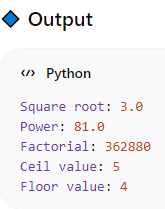 Output
</> Python
Square root: 3.0
Power: 81.0
Factorial: 362880
Ceil value: 5
Floor value: 4